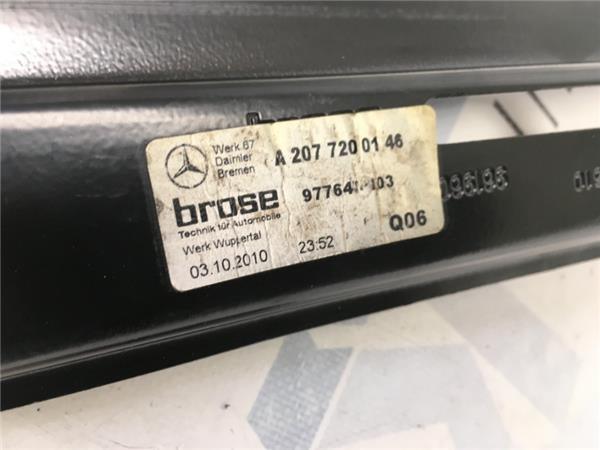 Werk 67
Daimler
Bremen
A 207 720 01 46
brose
Technik für Automobile
Werk Wuppertal
03.10.2010
23:52
Q06